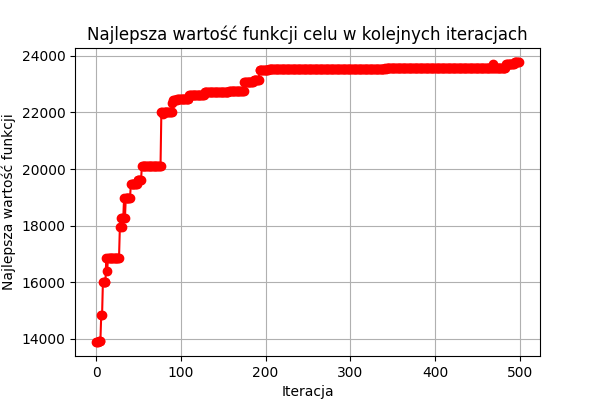 Najlepsza wartość funkcji celu w kolejnych iteracjach
24000
22000
20000
18000
16000
14000
Najlepsza wartość funkcji
0 100 200 300 400 500
Iteracja